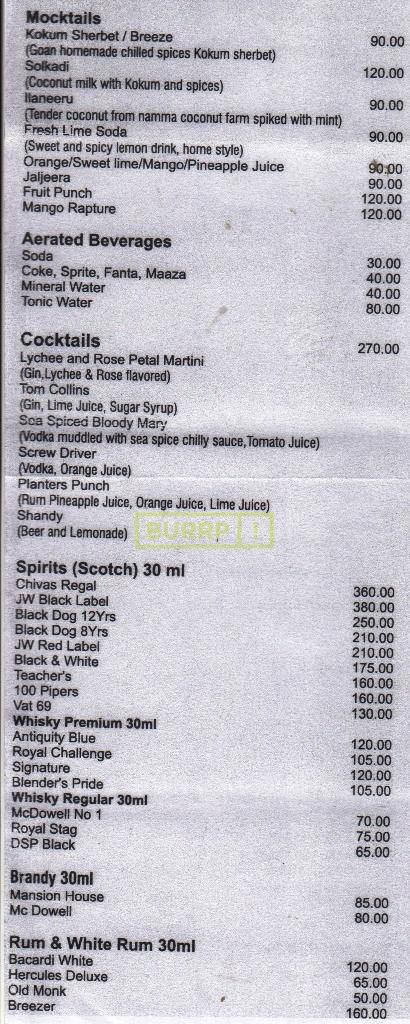 Mocktails
Kokum Sherbet / Breeze 90.00
(Goan homemade chilled spices Kokum sherbet)
Solkadi 120.00
(Coconut milk with Kokum and spices)
Ilaneeru 90.00
(Tender coconut from namma coconut farm spiked with mint)
Fresh Lime Soda 90.00
(Sweet and spicy lemon drink, home style)
Orange/Sweet lime/Mango/Pineapple Juice 90.00
Jaljeera 90.00
Fruit Punch 120.00
Mango Rapture 120.00
Aerated Beverages
Soda 30.00
Coke, Sprite, Fanta, Maaza 40.00
Mineral Water 40.00
Tonic Water 80.00
Cocktails 270.00
Lychee and Rose Petal Martini
(Gin,Lychee & Rose flavored)
Tom Collins
(Gin, Lime Juice, Sugar Syrup)
Sea Spiced Bloody Mary
(Vodka muddled with sea spice chilly sauce,Tomato Juice)
Screw Driver
(Vodka, Orange Juice)
Planters Punch
(Rum Pineapple Juice, Orange Juice, Lime Juice)
Shandy
(Beer and Lemonade)
BURRP!
Spirits (Scotch) 30 ml
Chivas Regal 360.00
JW Black Label 380.00
Black Dog 12Yrs 250.00
Black Dog 8Yrs 210.00
JW Red Label 210.00
Black & White 175.00
Teacher's 160.00
100 Pipers 160.00
Vat 69 130.00
Whisky Premium 30ml
Antiquity Blue 120.00
Royal Challenge 105.00
Signature 120.00
Blender's Pride 105.00
Whisky Regular 30ml
McDowell No 1 70.00
Royal Stag 75.00
DSP Black 65.00
Brandy 30ml
Mansion House 85.00
Mc Dowell 80.00
Rum & White Rum 30ml
Bacardi White 120.00
Hercules Deluxe 65.00
Old Monk 50.00
Breezer 160.00